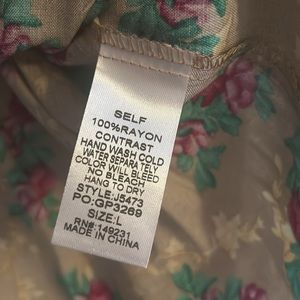 SELF
100%RAYON
CONTRAST
HAND WASH COLD
WATER SEPARATELY
COLOR WILL BLEED
NO BLEACH
HANG TO DRY
STYLE:J5473
PO:GP3269
SIZE:L
RN#:149231
MADE IN CHINA